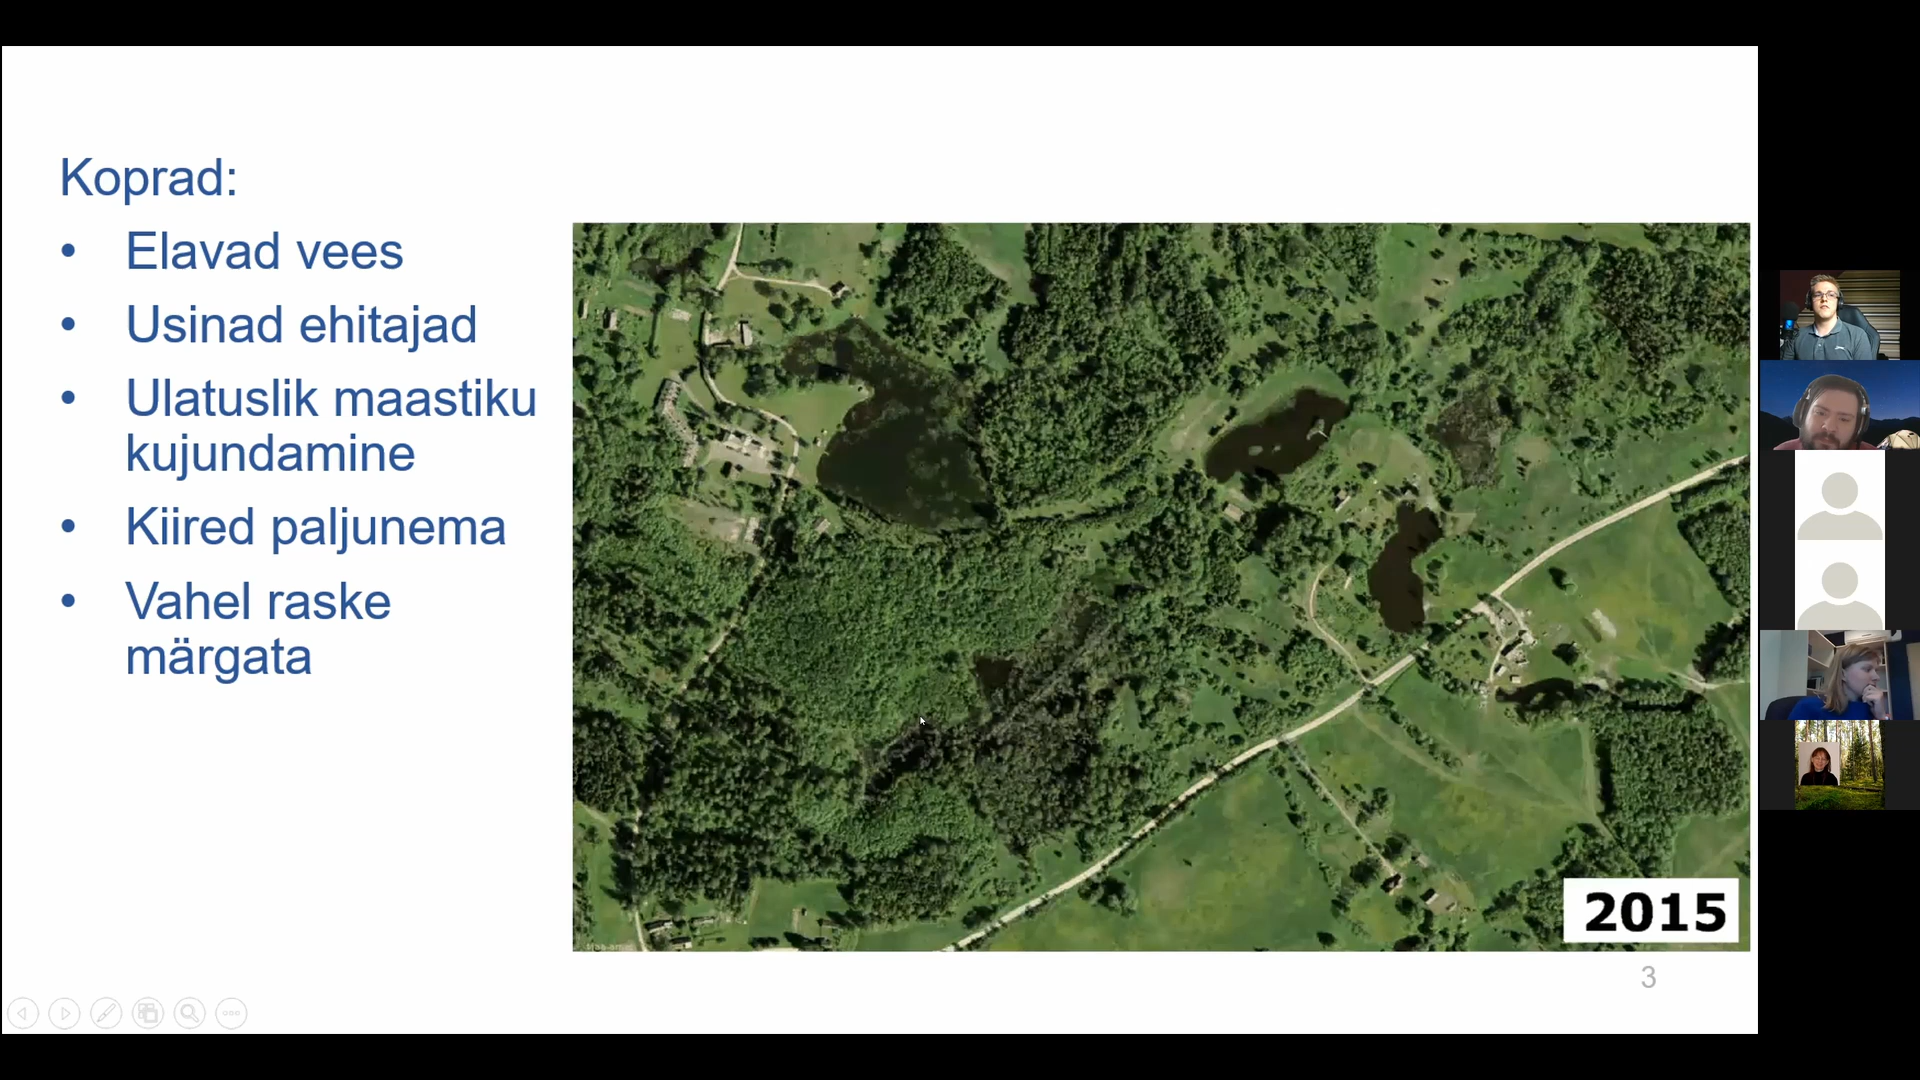 Koprad:
• Elavad vees
• Usinad ehitajad
• Ulatuslik maastiku
kujundamine
• Kiired paljunema
• Vahel raske
märgata
2015
3